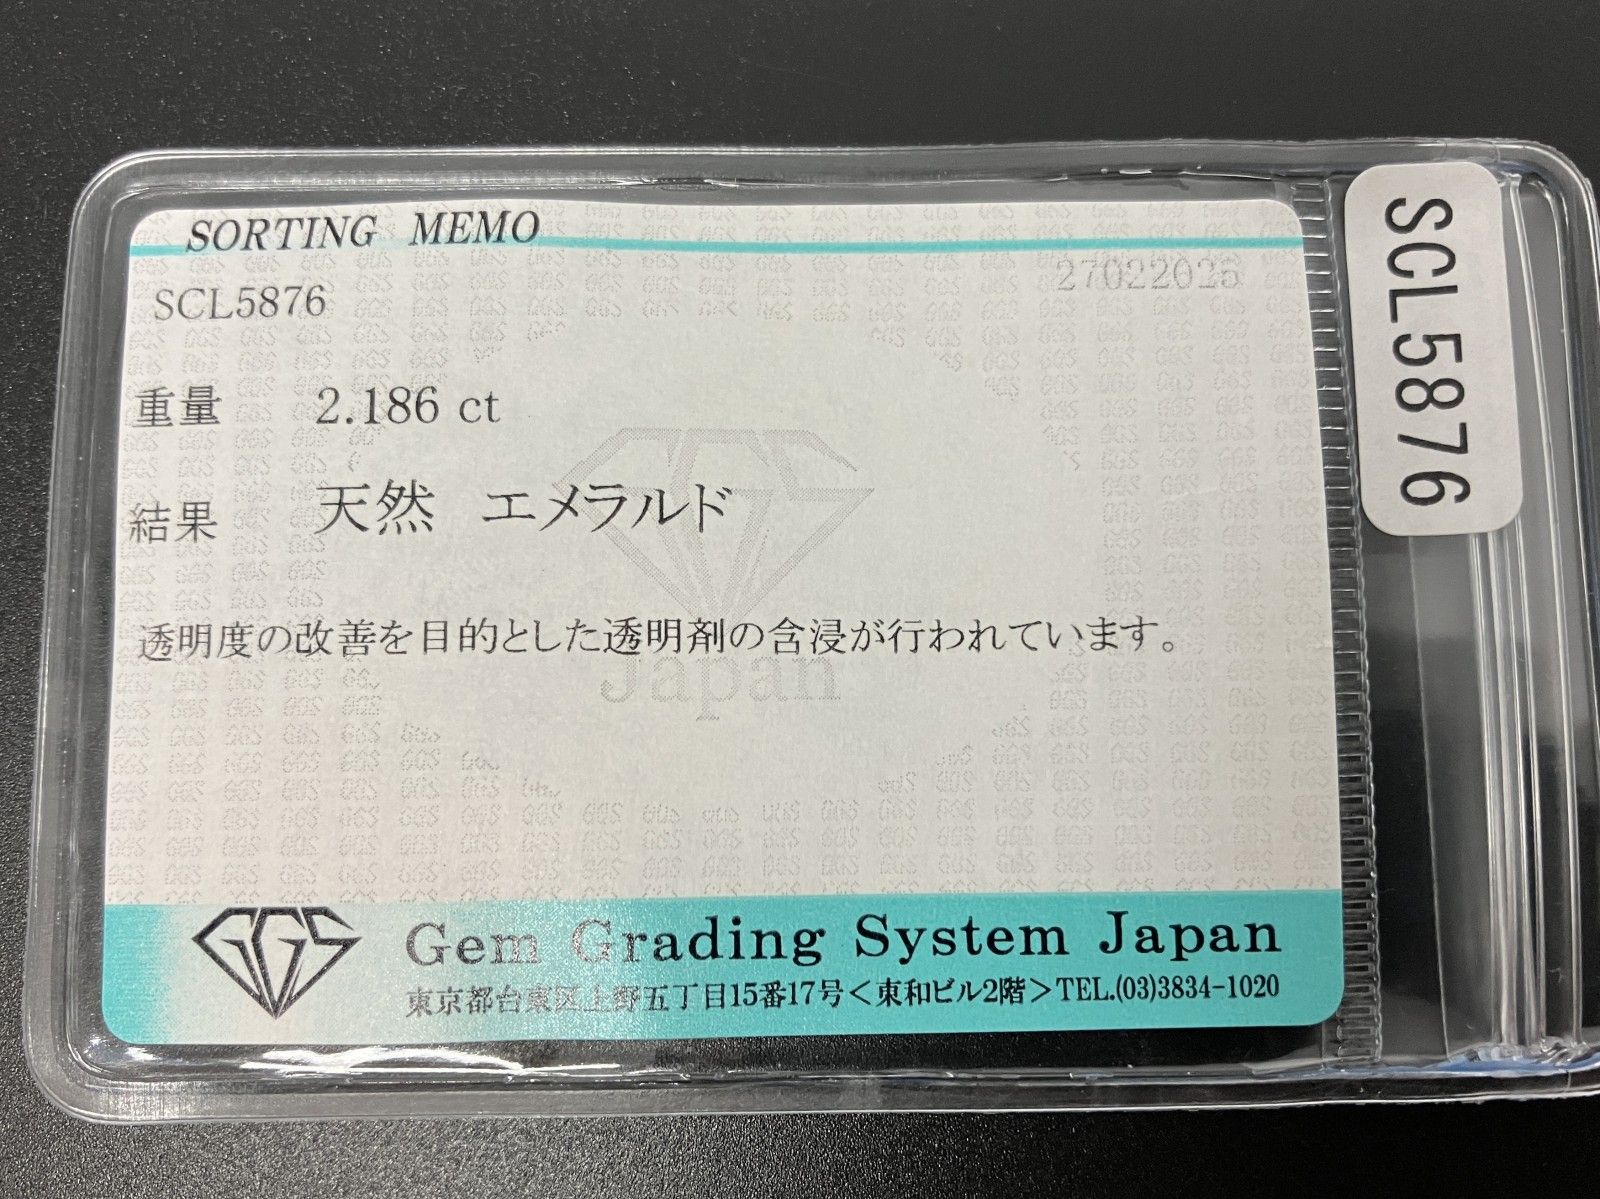 SORTING MEMO
SCL5876
27022025
重量 2.186 ct
結果 天然 エメラルド
透明度の改善を目的とした透明剤の含浸が行われています。
Japan
GGS
Gem Grading System Japan
東京都台東区上野五丁目15番17号＜東和ビル2階＞TEL.(03)3834-1020
SCL5876